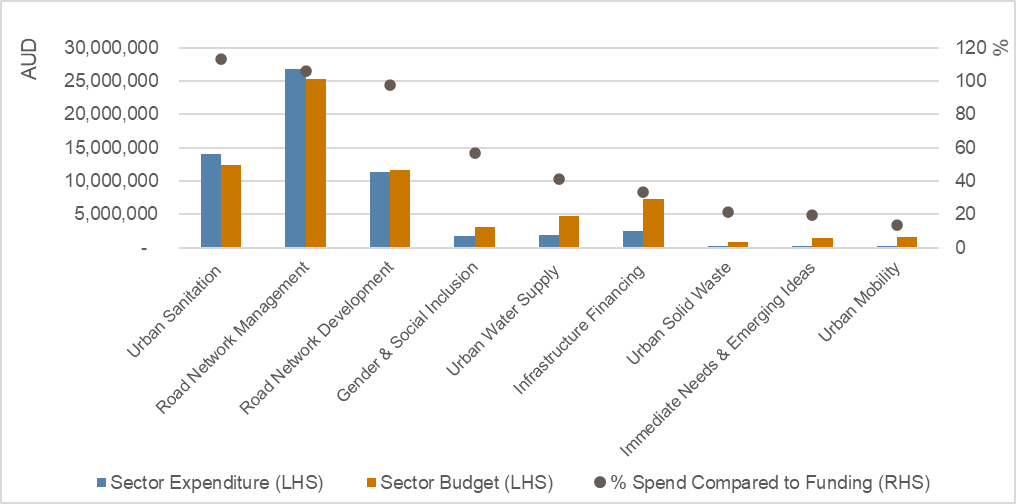 AUD
30,000,000
25,000,000
20,000,000
15,000,000
10,000,000
5,000,000
-
120
100
80
60
40
20
0
%
Urban Sanitation
Road Network Management
Road Network Development
Gender & Social Inclusion
Urban Water Supply
Infrastructure Financing
Urban Solid Waste
Immediate Needs & Emerging Ideas
Urban Mobility
Sector Expenditure (LHS) Sector Budget (LHS) % Spend Compared to Funding (RHS)